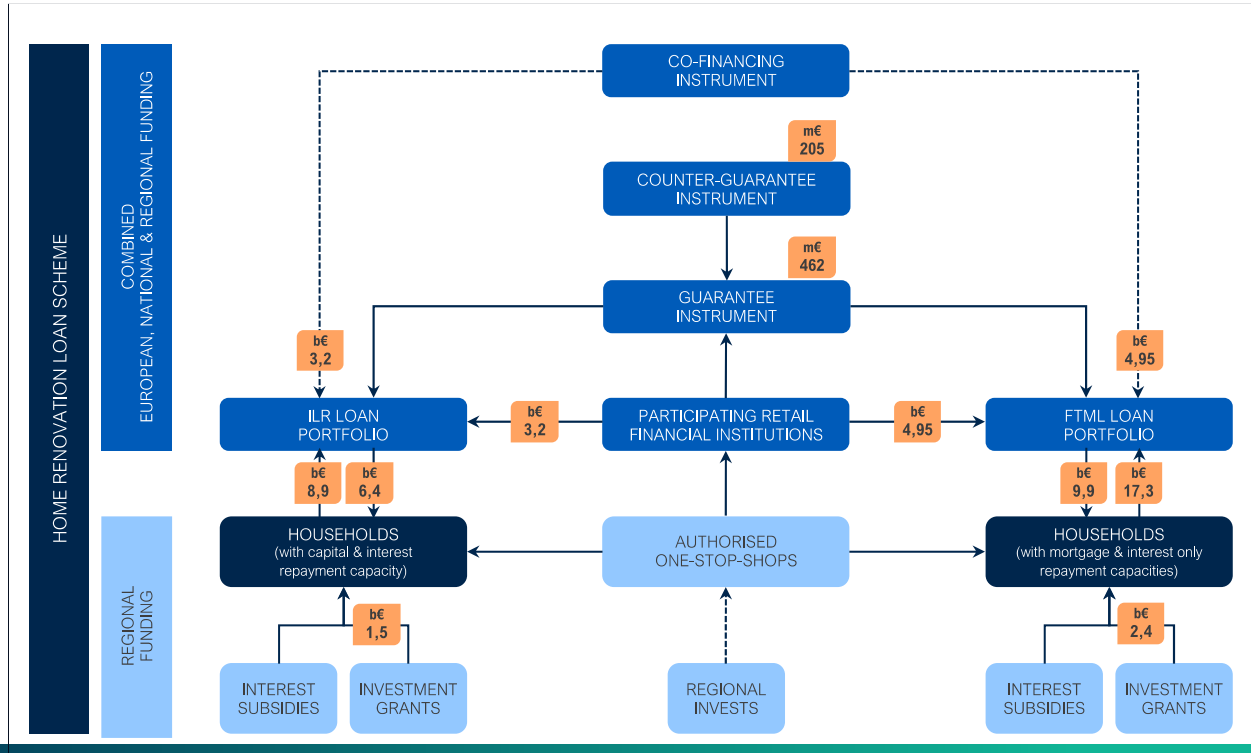 HOME RENOVATION LOAN SCHEME
COMBINED
EUROPEAN, NATIONAL & REGIONAL FUNDING
REGIONAL
FUNDING
CO-FINANCING
INSTRUMENT
m€
205
COUNTER-GUARANTEE
INSTRUMENT
m€
462
GUARANTEE
INSTRUMENT
b€
3,2
b€
4,95
ILR LOAN
PORTFOLIO
b€
3,2
PARTICIPATING RETAIL
FINANCIAL INSTITUTIONS
b€
4,95
FTML LOAN
PORTFOLIO
b€
8,9
b€
6,4
b€
9,9
b€
17,3
HOUSEHOLDS
(with capital & interest
repayment capacity)
AUTHORISED
ONE-STOP-SHOPS
HOUSEHOLDS
(with mortgage & interest only
repayment capacities)
b€
1,5
b€
2,4
INTEREST
SUBSIDIES
INVESTMENT
GRANTS
REGIONAL
INVESTS
INTEREST
SUBSIDIES
INVESTMENT
GRANTS